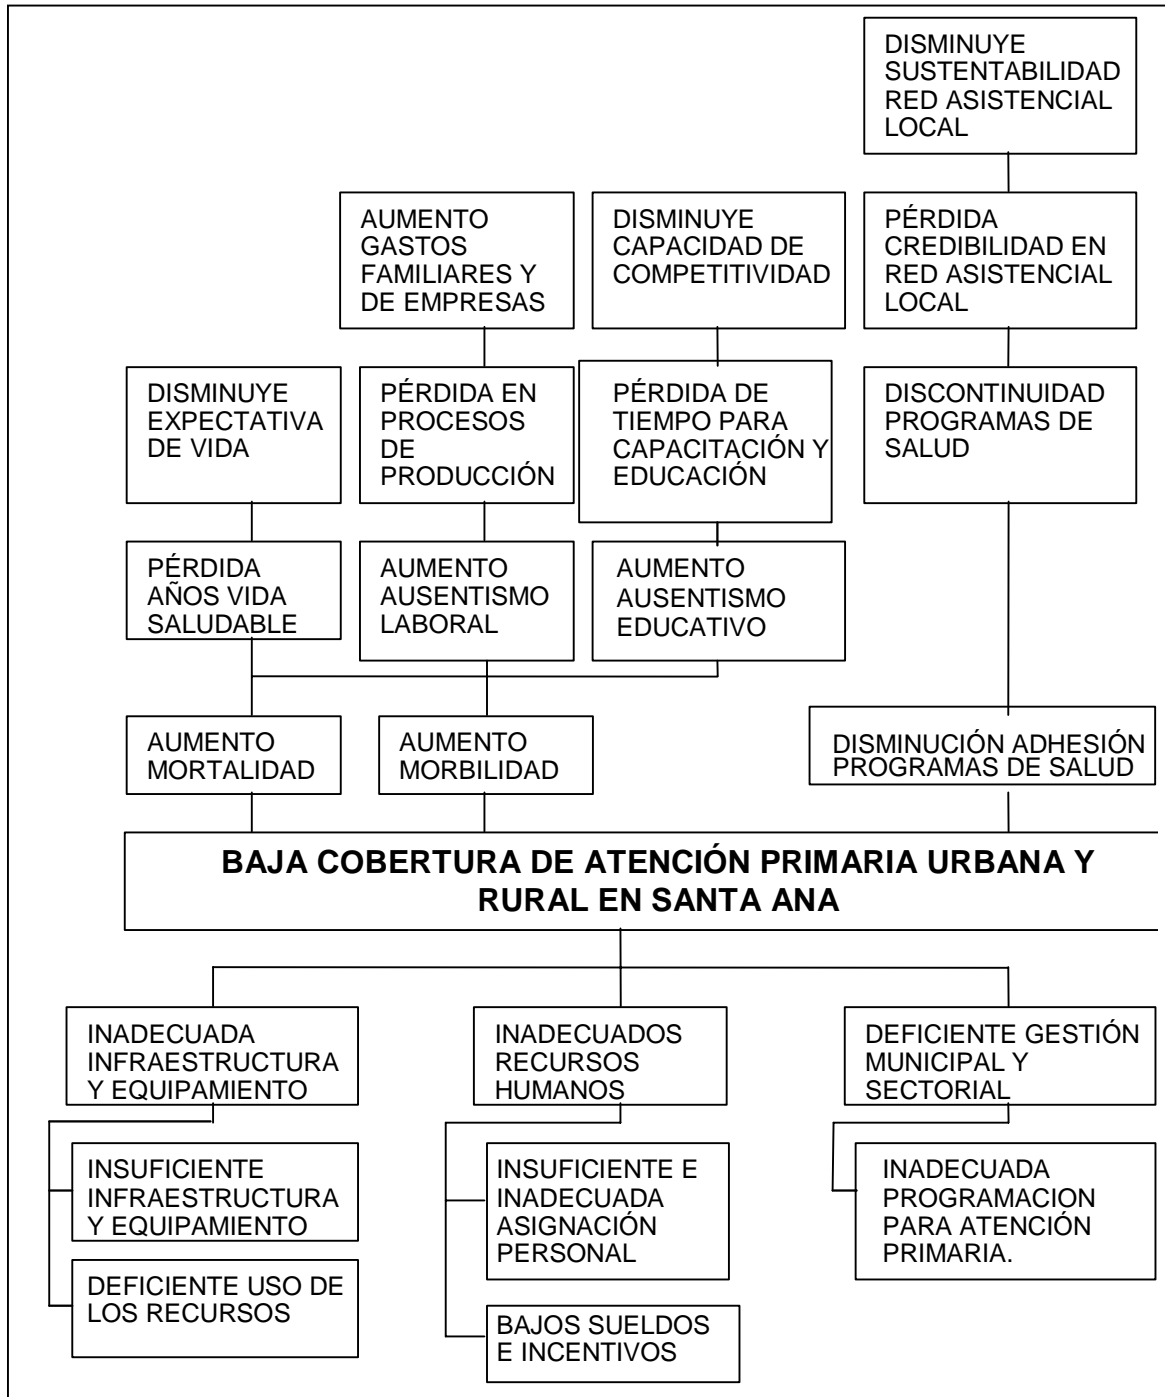 DISMINUYE
SUSTENTABILIDAD
RED ASISTENCIAL
LOCAL
AUMENTO
GASTOS
FAMILIARES Y
DE EMPRESAS
DISMINUYE
CAPACIDAD DE
COMPETITIVIDAD
PÉRDIDA
CREDIBILIDAD EN
RED ASISTENCIAL
LOCAL
DISMINUYE
EXPECTATIVA
DE VIDA
PÉRDIDA EN
PROCESOS
DE
PRODUCCIÓN
PÉRDIDA DE
TIEMPO PARA
CAPACITACIÓN Y
EDUCACIÓN
DISCONTINUIDAD
PROGRAMAS DE
SALUD
PÉRDIDA
AÑOS VIDA
SALUDABLE
AUMENTO
AUSENTISMO
LABORAL
AUMENTO
AUSENTISMO
EDUCATIVO
AUMENTO
MORTALIDAD
AUMENTO
MORBILIDAD
DISMINUCIÓN ADHESIÓN
PROGRAMAS DE SALUD
BAJA COBERTURA DE ATENCIÓN PRIMARIA URBANA Y
RURAL EN SANTA ANA
INADECUADA
INFRAESTRUCTURA
Y EQUIPAMIENTO
INADECUADOS
RECURSOS
HUMANOS
DEFICIENTE GESTIÓN
MUNICIPAL Y
SECTORIAL
INSUFICIENTE
INFRAESTRUCTURA
Y EQUIPAMIENTO
INSUFICIENTE E
INADECUADA
ASIGNACIÓN
PERSONAL
INADECUADA
PROGRAMACION
PARA ATENCIÓN
PRIMARIA.
DEFICIENTE USO DE
LOS RECURSOS
BAJOS SUELDOS
E INCENTIVOS